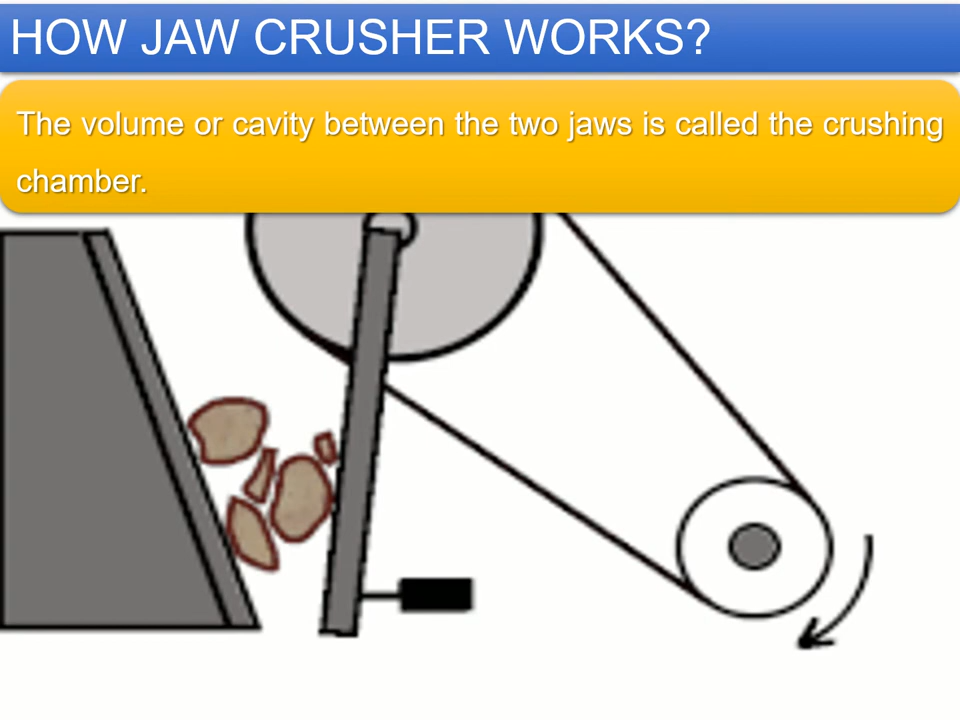 HOW JAW CRUSHER WORKS?
The volume or cavity between the two jaws is called the crushing
chamber.